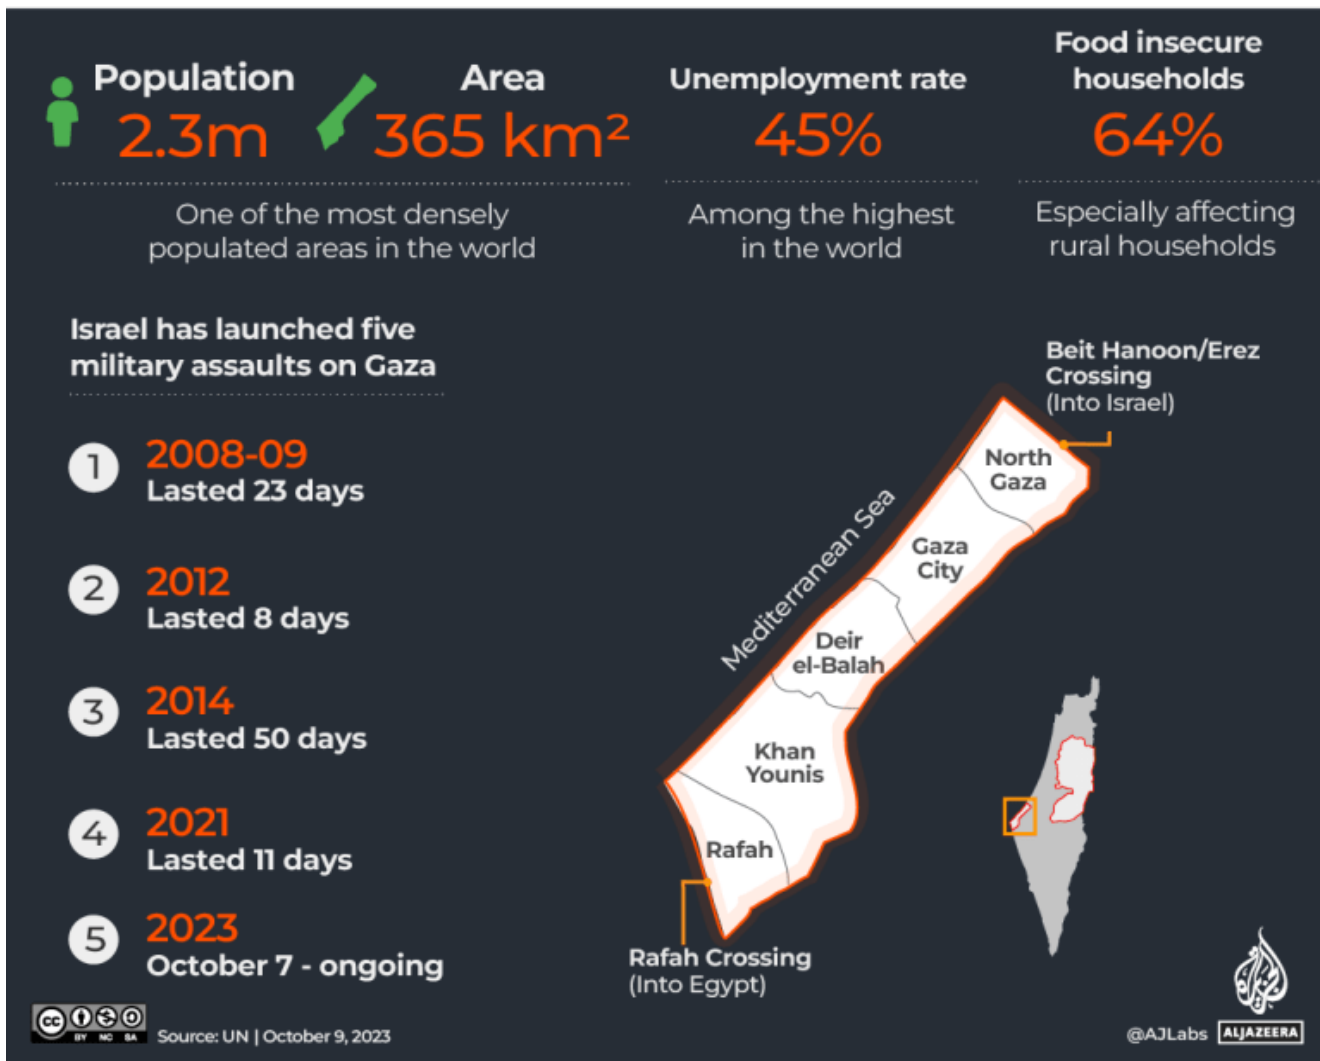 Population
2.3m
Area
365 km²
One of the most densely
populated areas in the world
Unemployment rate
45%
Among the highest
in the world
Food insecure
households
64%
Especially affecting
rural households
Israel has launched five
military assaults on Gaza
1
2008-09
Lasted 23 days
2
2012
Lasted 8 days
3
2014
Lasted 50 days
4
2021
Lasted 11 days
5
2023
October 7 - ongoing
Beit Hanoon/Erez
Crossing
(Into Israel)
North
Gaza
Gaza
City
Mediterranean Sea
Deir
el-Balah
Khan
Younis
Rafah
Rafah Crossing
(Into Egypt)
cc
BY NC SA
Source: UN | October 9, 2023
@AJLabs
الجزيرة
ALJAZEERA